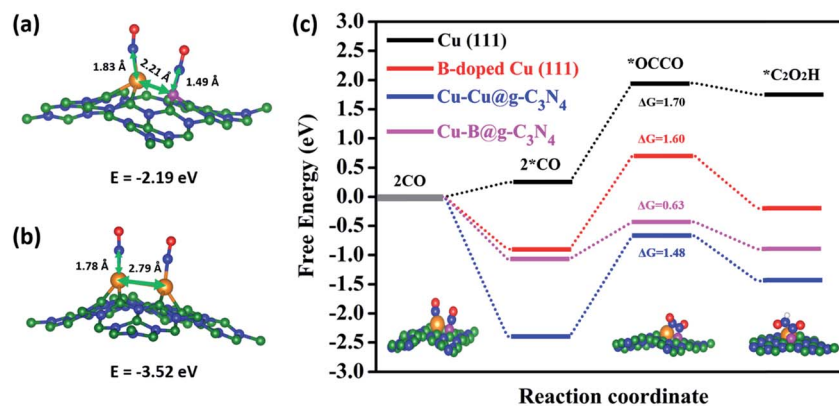 (a)
1.83 Å
2.21 Å
1.49 Å
E = -2.19 eV
(b)
1.78 Å
2.79 Å
E = -3.52 eV
(c)
Free Energy (eV)
3.0
2.5
2.0
1.5
1.0
0.5
0.0
-0.5
-1.0
-1.5
-2.0
-2.5
-3.0
Cu (111)
B-doped Cu (111)
Cu-Cu@g-C₃N₄
Cu-B@g-C₃N₄
2CO
2*CO
*OCCO
*C₂O₂H
ΔG=1.70
ΔG=1.60
ΔG=0.63
ΔG=1.48
Reaction coordinate